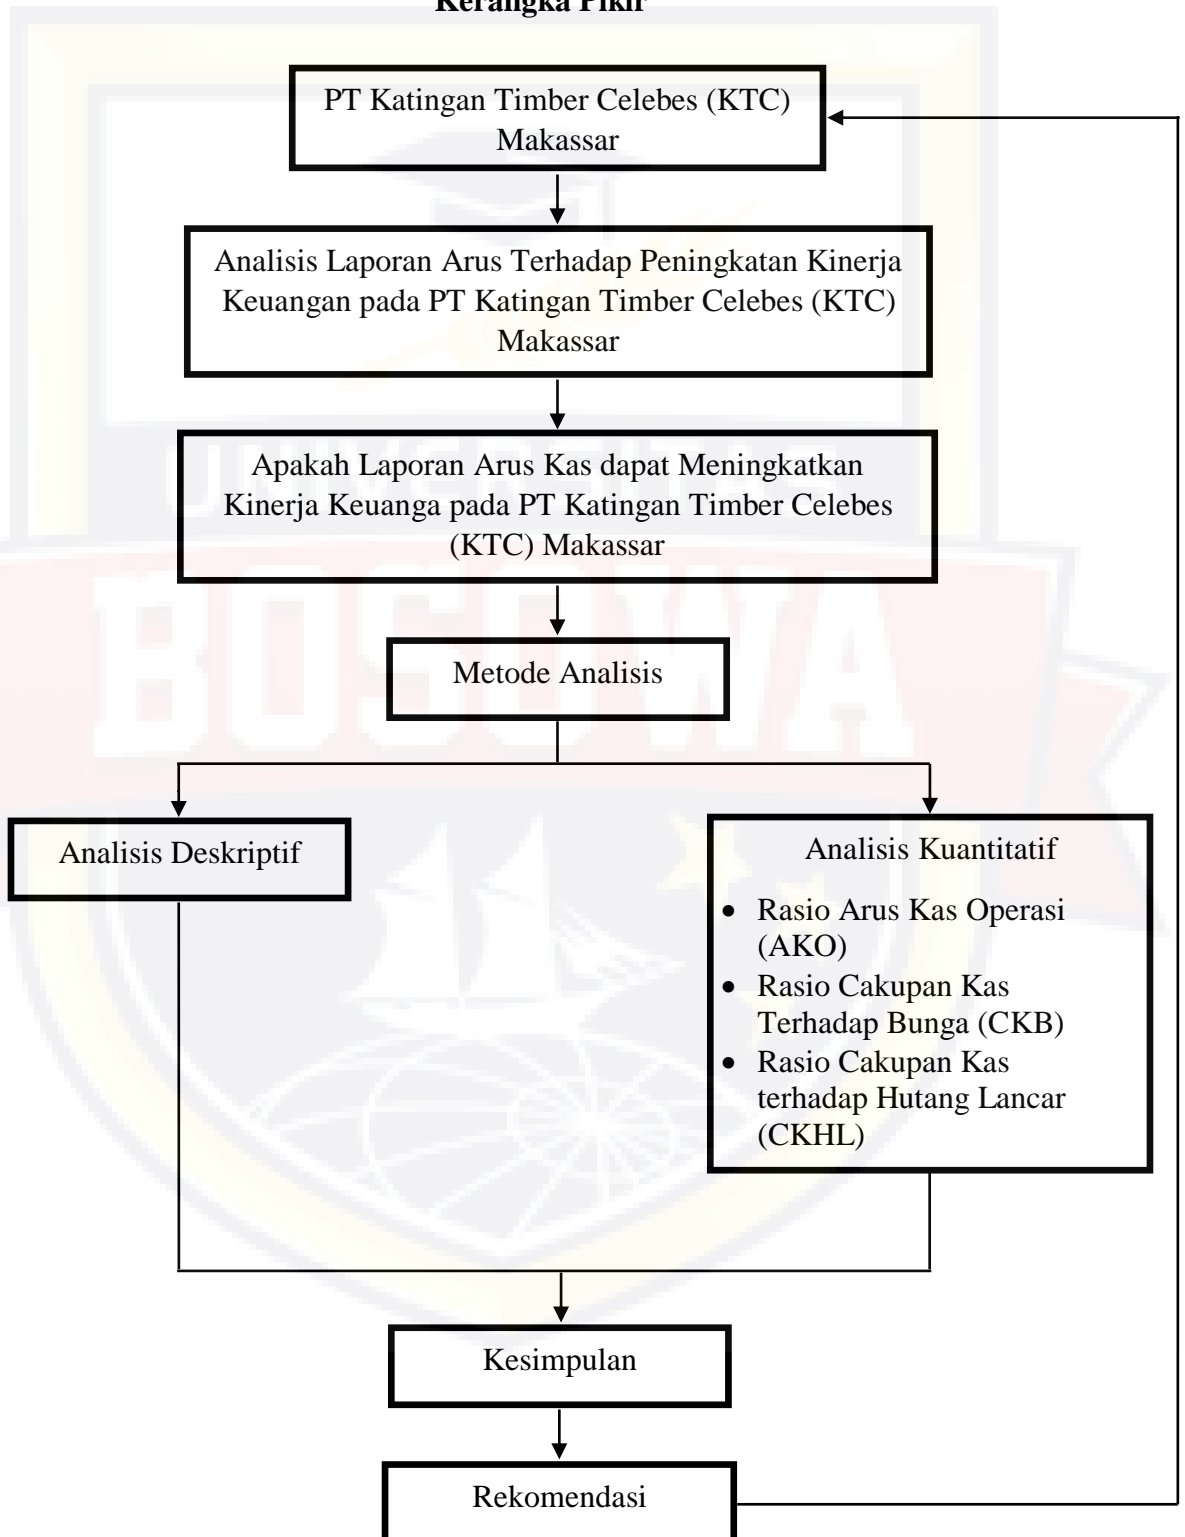 Kerangka Pikir
PT Katingan Timber Celebes (KTC)
Makassar
Analisis Laporan Arus Terhadap Peningkatan Kinerja
Keuangan pada PT Katingan Timber Celebes (KTC)
Makassar
UNIVERSITAS
Apakah Laporan Arus Kas dapat Meningkatkan
Kinerja Keuanga pada PT Katingan Timber Celebes
(KTC) Makassar
BOSOWA
Metode Analisis
Analisis Deskriptif
Analisis Kuantitatif
• Rasio Arus Kas Operasi
(AKO)
• Rasio Cakupan Kas
Terhadap Bunga (CKB)
• Rasio Cakupan Kas
terhadap Hutang Lancar
(CKHL)
Kesimpulan
Rekomendasi